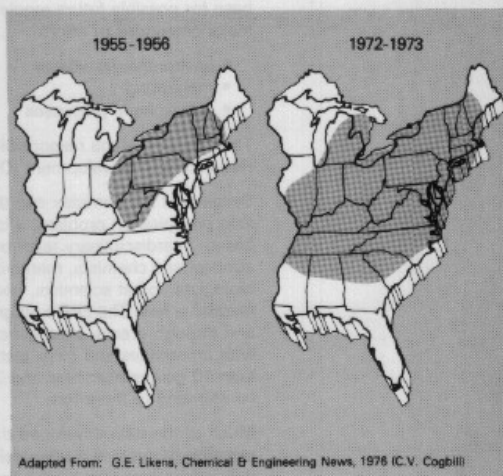 1955-1956
1972-1973
Adapted From: G.E. Likens, Chemical & Engineering News, 1976 (C.V. Cogbill)